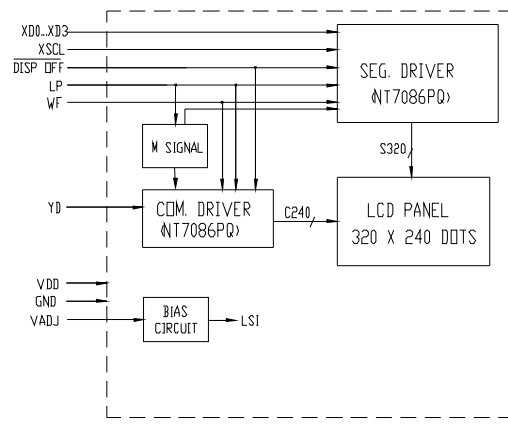 XD0...XD3
XSCL
DISP OFF
LP
WF
SEG. DRIVER
(NT7086PQ)
M SIGNAL
S320
YD
COM. DRIVER
(NT7086PQ)
C240
LCD PANEL
320 X 240 DOTS
VDD
GND
VADJ
BIAS
CIRCUIT
LSI